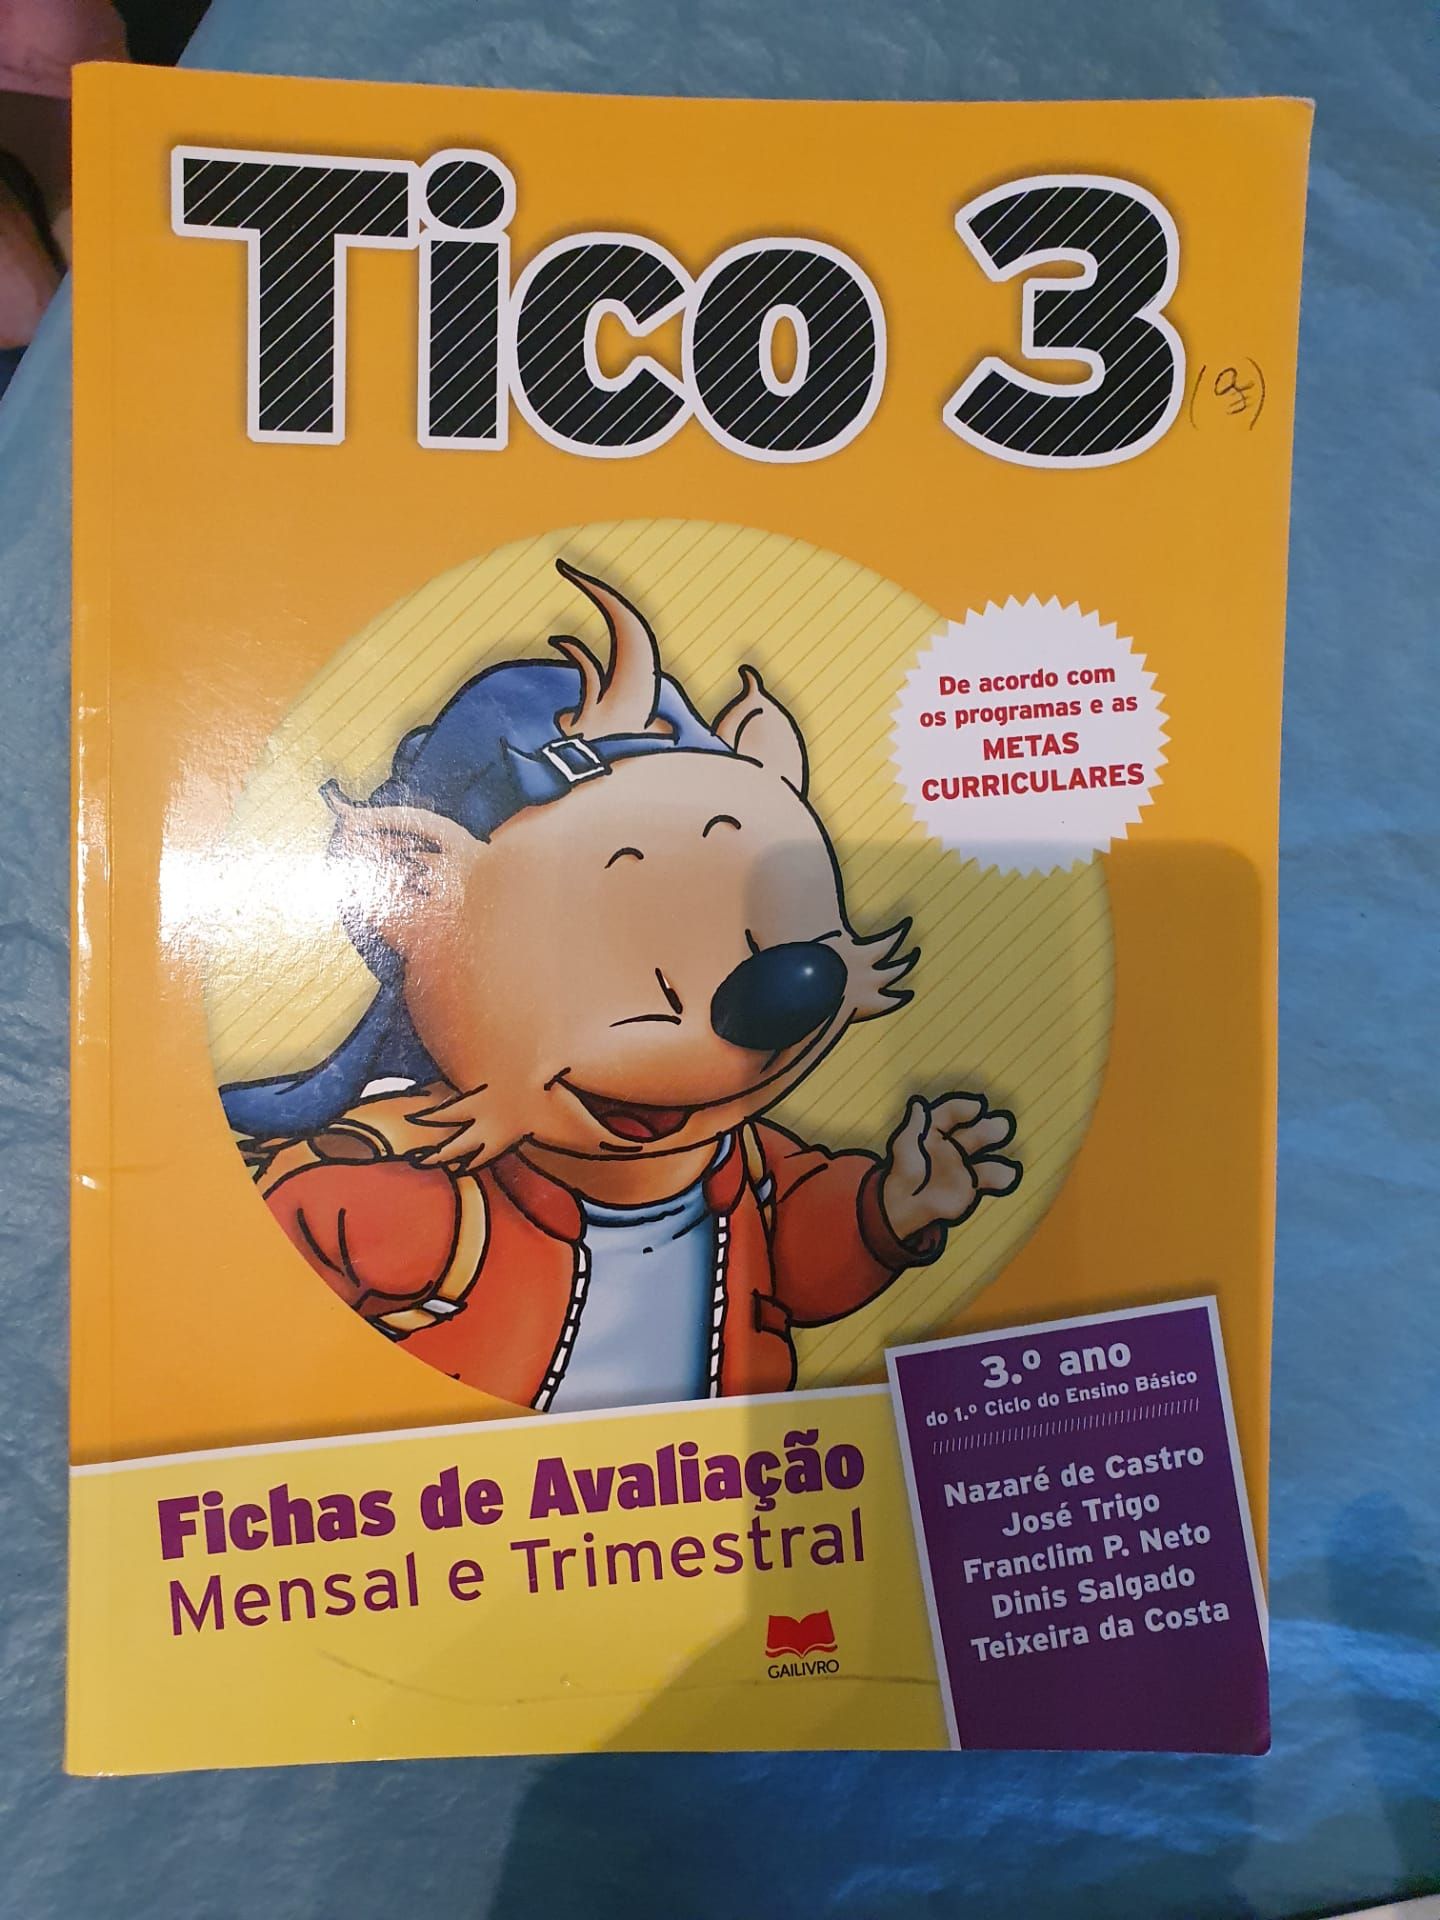 Tico 3
De acordo com
os programas e as
METAS
CURRICULARES
3.º ano
do 1.º Ciclo do Ensino Básico
Nazaré de Castro
José Trigo
Franclim P. Neto
Dinis Salgado
Teixeira da Costa
Fichas de Avaliação
Mensal e Trimestral
GAILIVRO